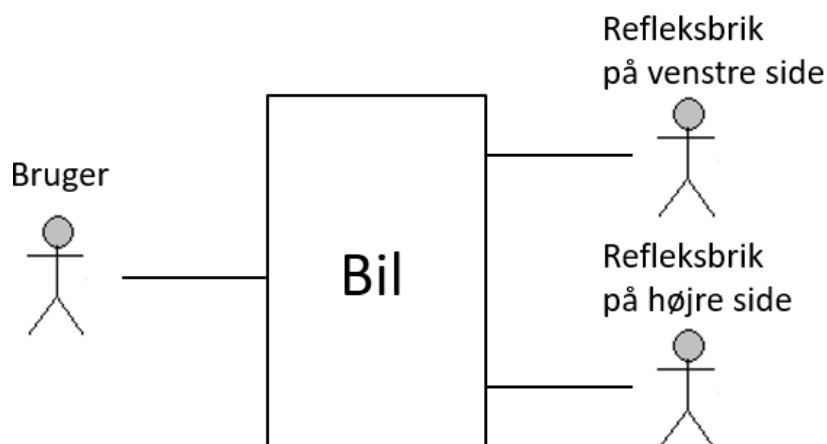 Refleksbrik
på venstre side
Bruger
Bil
Refleksbrik
på højre side